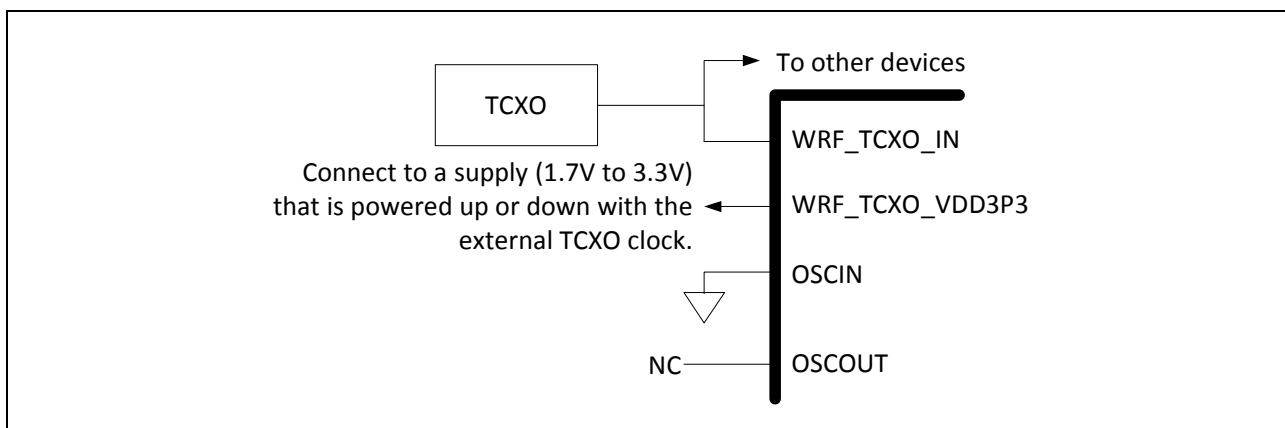 To other devices
TCXO
WRF_TCXO_IN
Connect to a supply (1.7V to 3.3V)
that is powered up or down with the
external TCXO clock.
WRF_TCXO_VDD3P3
OSCIN
NC
OSCOUT